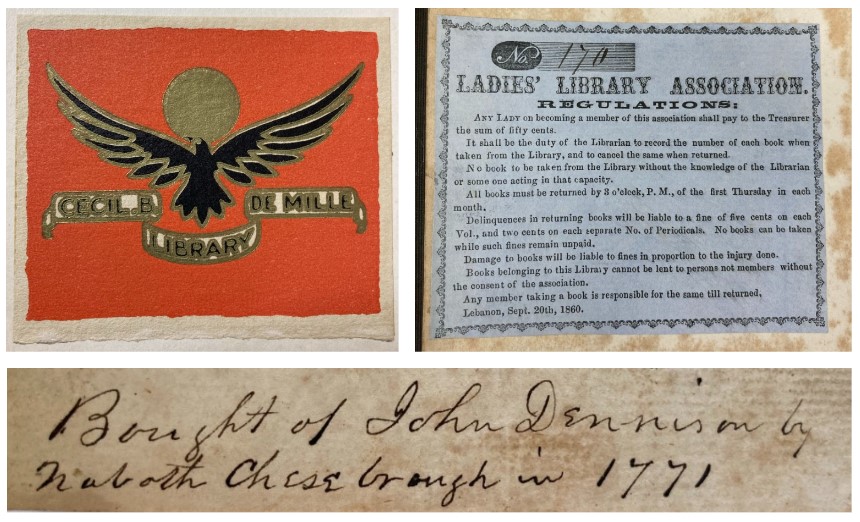 CECIL. B. DE MILLE
LIBRARY
No. 170
LADIES' LIBRARY ASSOCIATION.
REGULATIONS:
ANY LADY on becoming a member of this association shall pay to the Treasurer
the sum of fifty cents.
It shall be the duty of the Librarian to record the number of each book when
taken from the Library, and to cancel the same when returned.
No book to be taken from the Library without the knowledge of the Librarian
or some one acting in that capacity.
All books must be returned by 3 o'clock, P. M., of the first Thursday in each
month.
Delinquences in returning books will be liable to a fine of five cents on each
Vol., and two cents on each separate No. of Periodicals. No books can be taken
while such fines remain unpaid.
Damage to books will be liable to fines in proportion to the injury done.
Books belonging to this Library cannot be lent to persons not members without
the consent of the association.
Any member taking a book is responsible for the same till returned,
Lebanon, Sept. 20th, 1860.
Bought of John Dennison by
Naboth Chesebrough in 1771